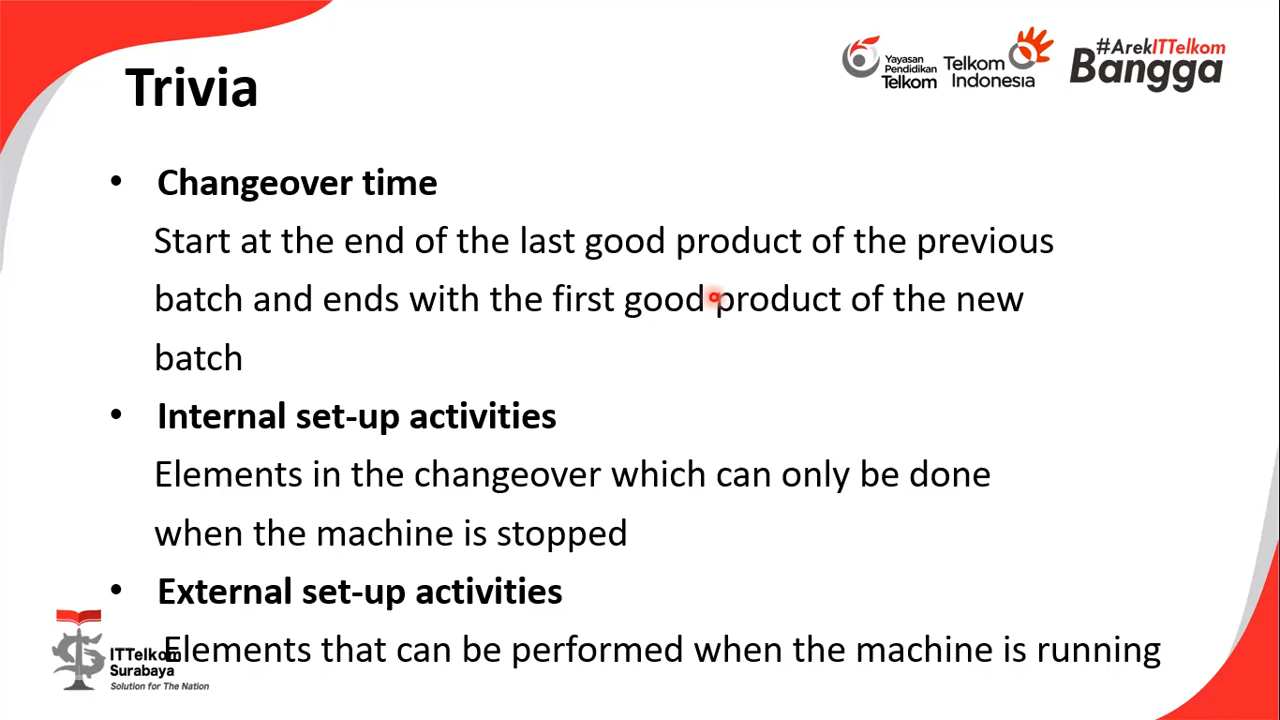 Trivia
Yayasan
Pendidikan
Telkom
Telkom
Indonesia
#ArekITTelkom
Bangga
• Changeover time
Start at the end of the last good product of the previous
batch and ends with the first good product of the new
batch
• Internal set-up activities
Elements in the changeover which can only be done
when the machine is stopped
• External set-up activities
Elements that can be performed when the machine is running
ITTelkom
Surabaya
Solution for The Nation